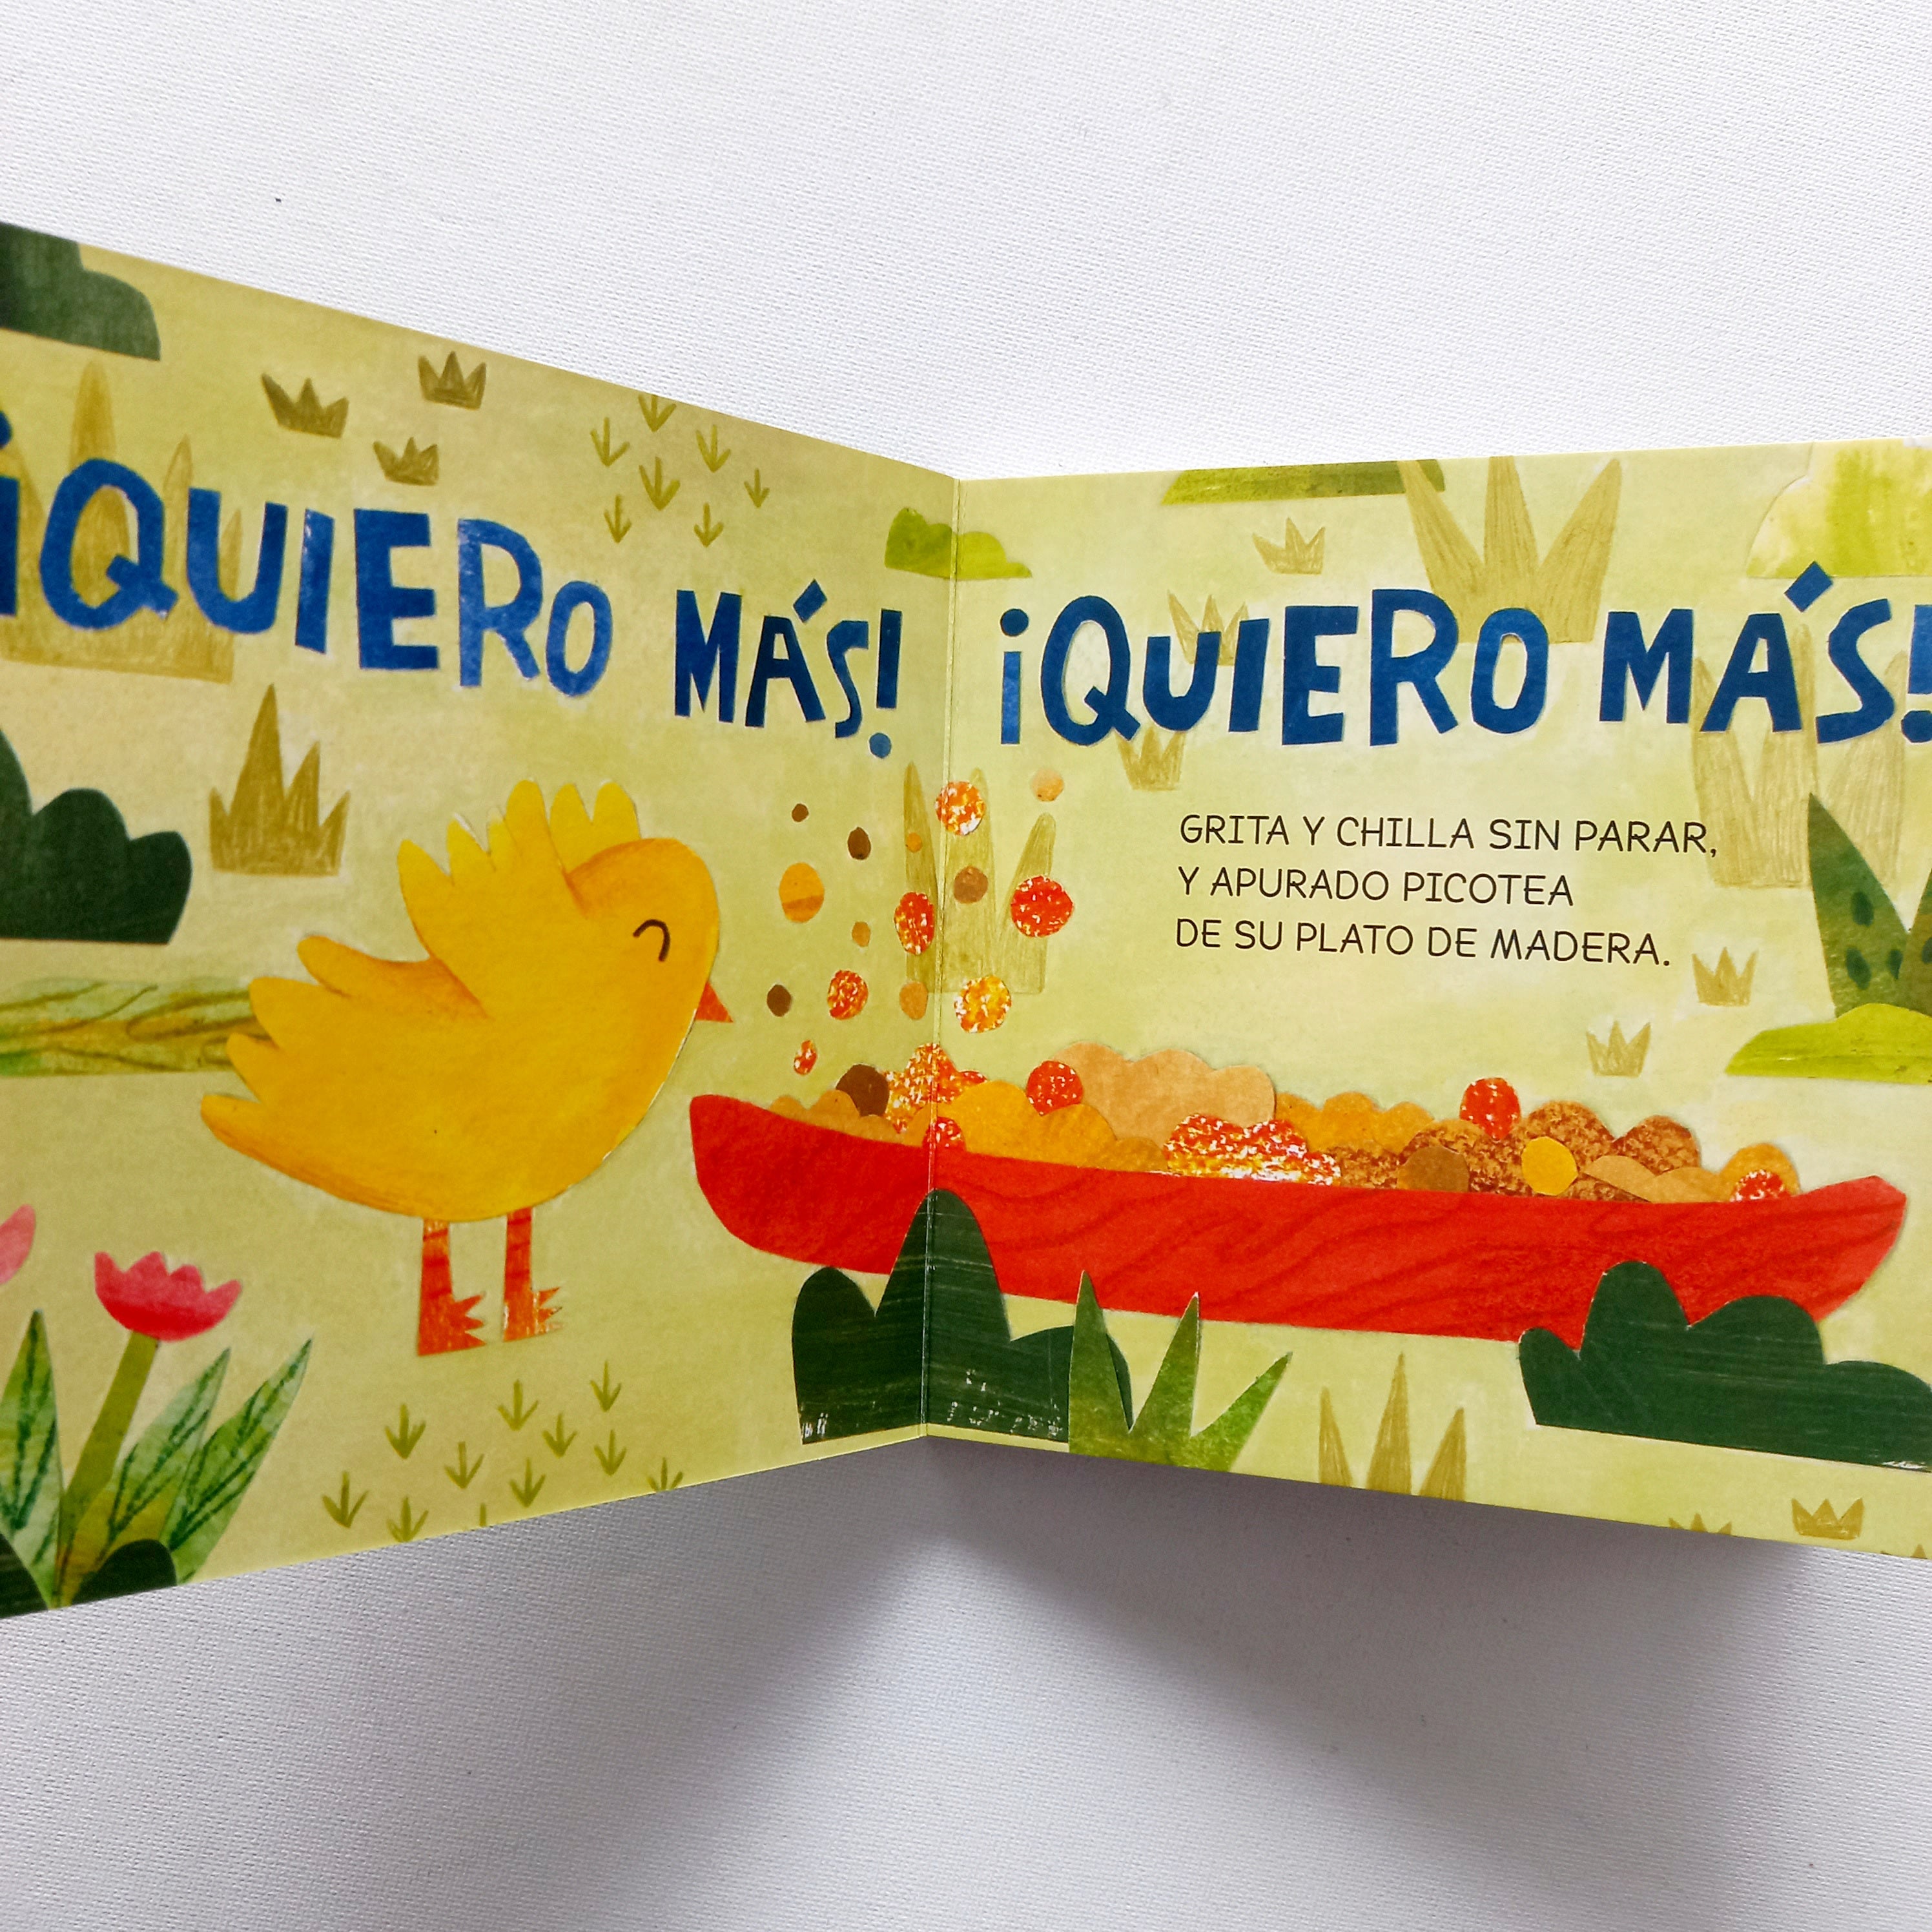 ¡QUIERO MÁS!
¡QUIERO MÁS!
GRITA Y CHILLA SIN PARAR,
Y APURADO PICOTEA
DE SU PLATO DE MADERA.